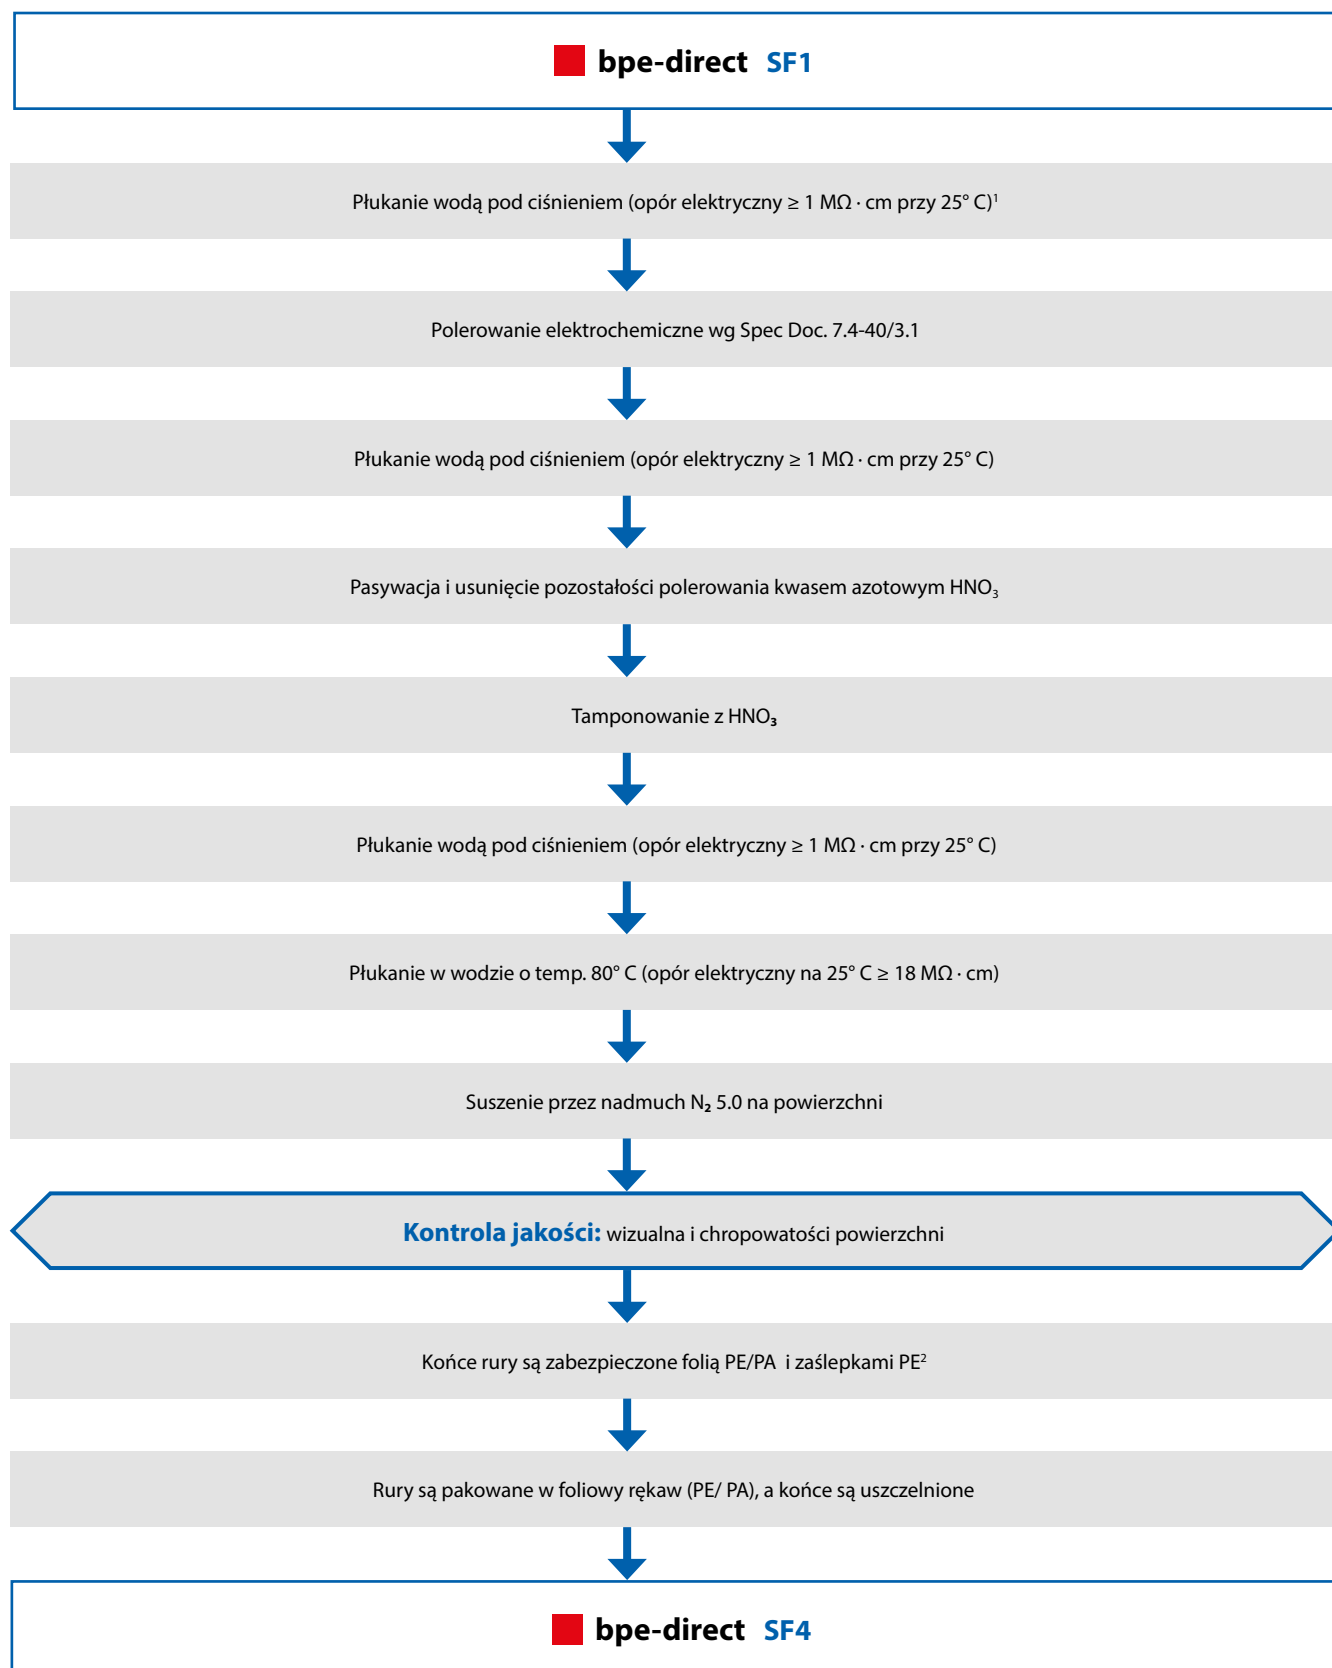 bpe-direct SF1
Płukanie wodą pod ciśnieniem (opór elektryczny ≥ 1 MΩ · cm przy 25° C)¹
Polerowanie elektrochemiczne wg Spec Doc. 7.4-40/3.1
Płukanie wodą pod ciśnieniem (opór elektryczny ≥ 1 MΩ · cm przy 25° C)
Pasywacja i usunięcie pozostałości polerowania kwasem azotowym HNO₃
Tamponowanie z HNO₃
Płukanie wodą pod ciśnieniem (opór elektryczny ≥ 1 MΩ · cm przy 25° C)
Płukanie w wodzie o temp. 80° C (opór elektryczny na 25° C ≥ 18 MΩ · cm)
Suszenie przez nadmuch N₂ 5.0 na powierzchni
Kontrola jakości: wizualna i chropowatości powierzchni
Końce rury są zabezpieczone folią PE/PA i zaślepkami PE²
Rury są pakowane w foliowy rękaw (PE/ PA), a końce są uszczelnione
bpe-direct SF4